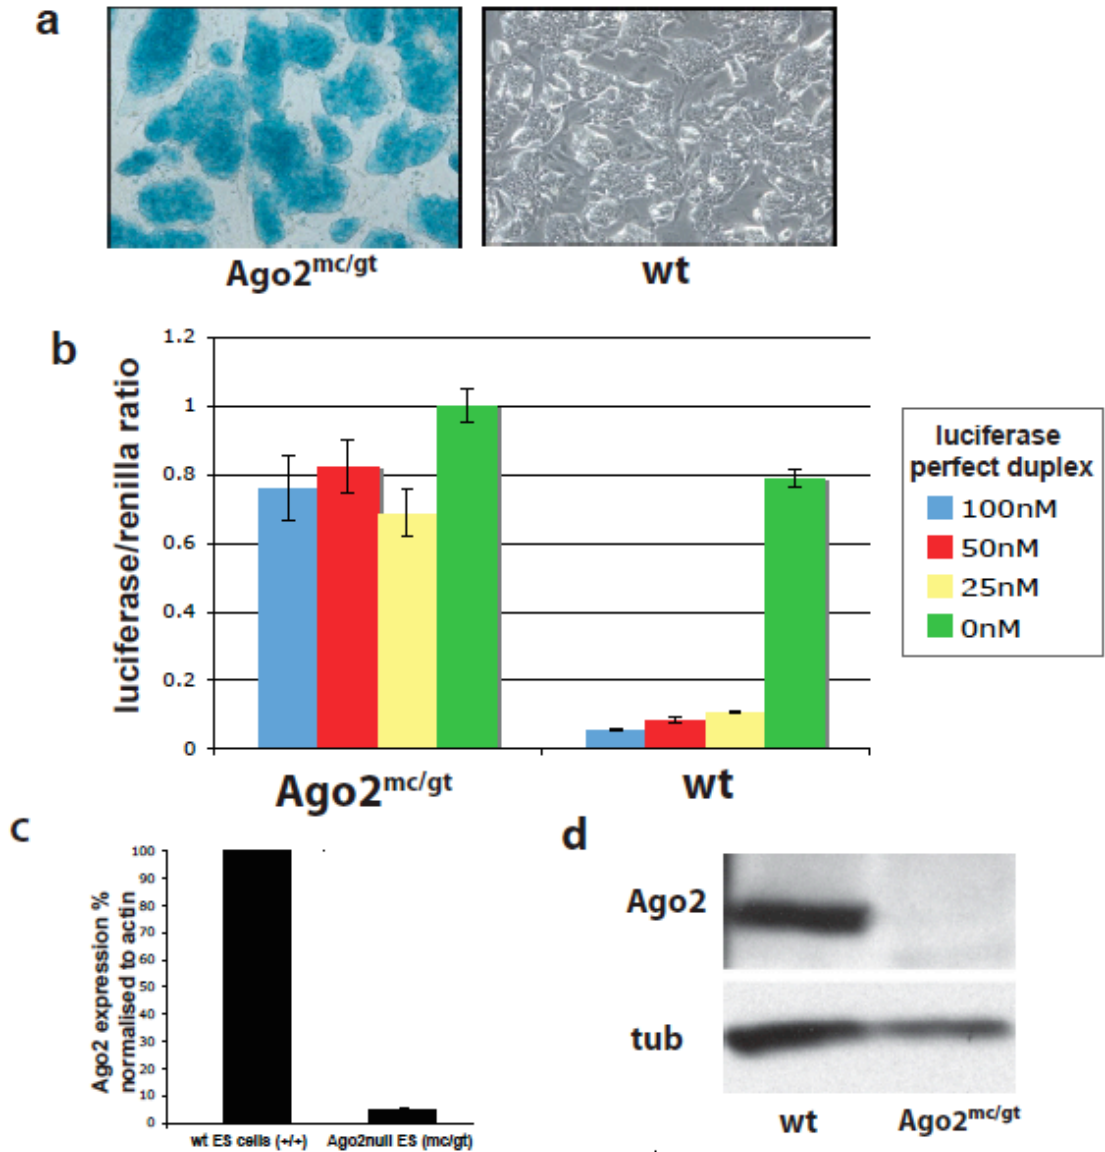 a
Ago2mc/gt
wt
b
luciferase/renilla ratio
1.2
1
0.8
0.6
0.4
0.2
0
Ago2mc/gt
wt
luciferase
perfect duplex
100nM
50nM
25nM
0nM
c
Ago2 expression %
normalised to actin
100
90
80
70
60
50
40
30
20
10
0
wt ES cells (+/+)
Ago2null ES (mc/gt)
d
Ago2
tub
wt
Ago2mc/gt